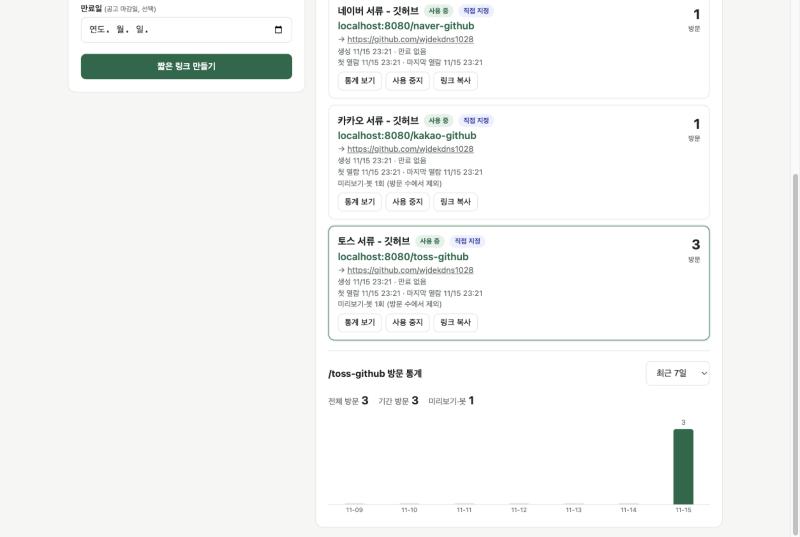 만료일 (공고 마감일, 선택)
연도. 월. 일.
짧은 링크 만들기
네이버 서류 - 깃허브 사용 중 직접 지정
1
localhost:8080/naver-github
방문
→ https://github.com/wjdekdns1028
생성 11/15 23:21 · 만료 없음
첫 열람 11/15 23:21 · 마지막 열람 11/15 23:21
통계 보기 사용 중지 링크 복사
카카오 서류 - 깃허브 사용 중 직접 지정
1
localhost:8080/kakao-github
방문
→ https://github.com/wjdekdns1028
생성 11/15 23:21 · 만료 없음
첫 열람 11/15 23:21 · 마지막 열람 11/15 23:21
미리보기·봇 1회 (방문 수에서 제외)
통계 보기 사용 중지 링크 복사
토스 서류 - 깃허브 사용 중 직접 지정
3
localhost:8080/toss-github
방문
→ https://github.com/wjdekdns1028
생성 11/15 23:21 · 만료 없음
첫 열람 11/15 23:21 · 마지막 열람 11/15 23:21
미리보기·봇 1회 (방문 수에서 제외)
통계 보기 사용 중지 링크 복사
/toss-github 방문 통계 최근 7일
전체 방문 3 기간 방문 3 미리보기·봇 1
3
11-09 11-10 11-11 11-12 11-13 11-14 11-15